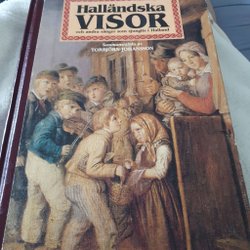 Halländska
VISOR
och andra sånger som sjungits i Halland
Sammanställda av
TORBJÖRN JOHANSSON